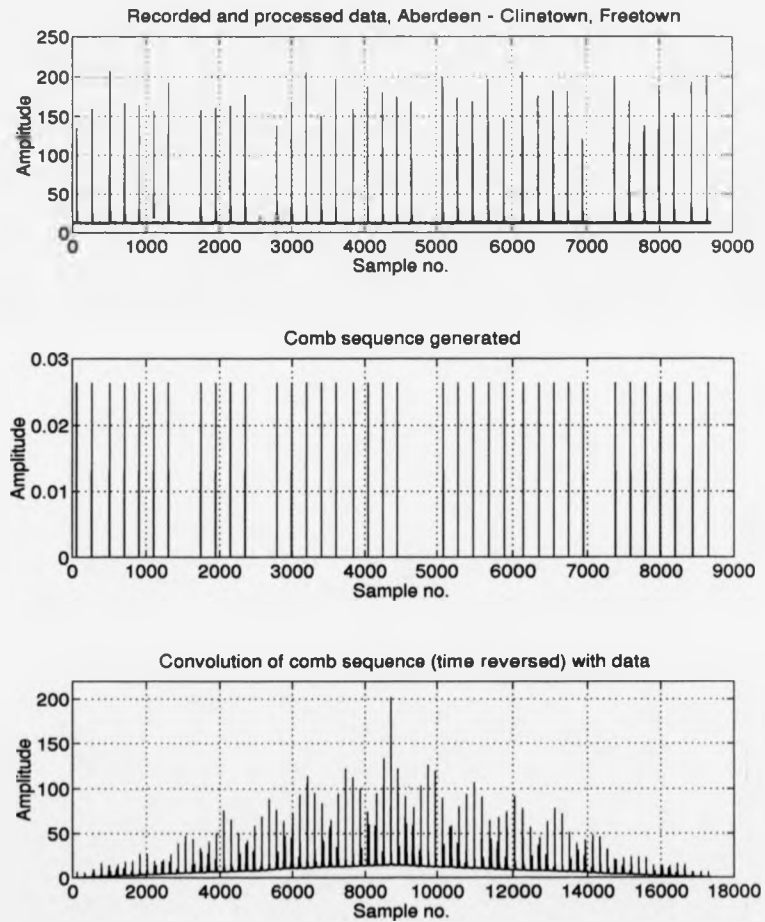 Recorded and processed data, Aberdeen - Clinetown, Freetown
250
200
150
100
50
0
Amplitude
0 1000 2000 3000 4000 5000 6000 7000 8000 9000
Sample no.
Comb sequence generated
0.03
0.02
0.01
0
Amplitude
0 1000 2000 3000 4000 5000 6000 7000 8000 9000
Sample no.
Convolution of comb sequence (time reversed) with data
200
150
100
50
0
Amplitude
0 2000 4000 6000 8000 10000 12000 14000 16000 18000
Sample no.